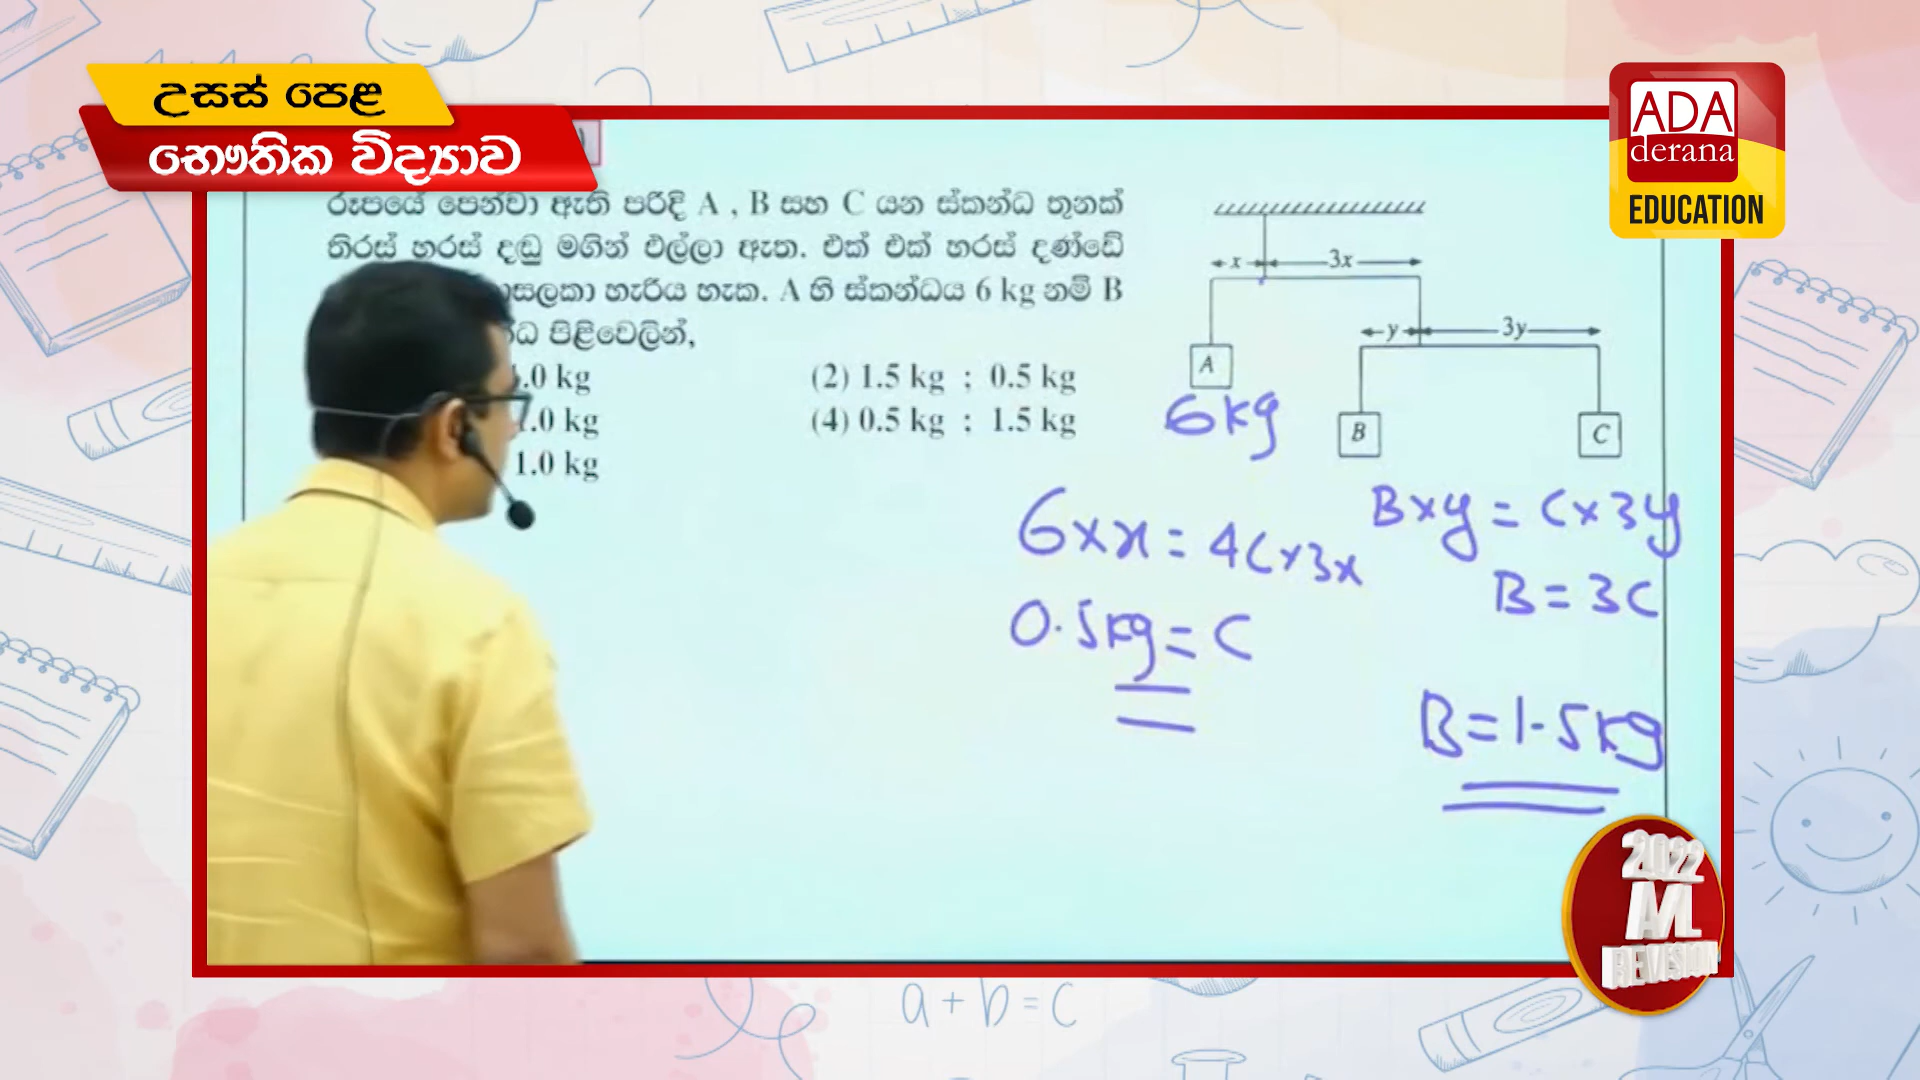 උසස් පෙළ
භෞතික විද්‍යාව
ADA
derana
EDUCATION
රූපයේ පෙන්වා ඇති පරිදි A , B සහ C යන ස්කන්ධ තුනක්
තිරස් හරස් දඬු මගින් එල්ලා ඇත. එක් එක් හරස් දණ්ඩේ
සලකා හැරිය හැක. A හි ස්කන්ධය 6 kg නම් B
පිළිවෙලින්,
.0 kg
(2) 1.5 kg : 0.5 kg
.0 kg
(4) 0.5 kg : 1.5 kg
1.0 kg
x
3x
y
3y
A
B
C
6kg
6×x = 4C×3x
0.5kg = C
B×y = C×3y
B = 3C
B = 1.5kg
2022
A/L
REVISION
a + b = c